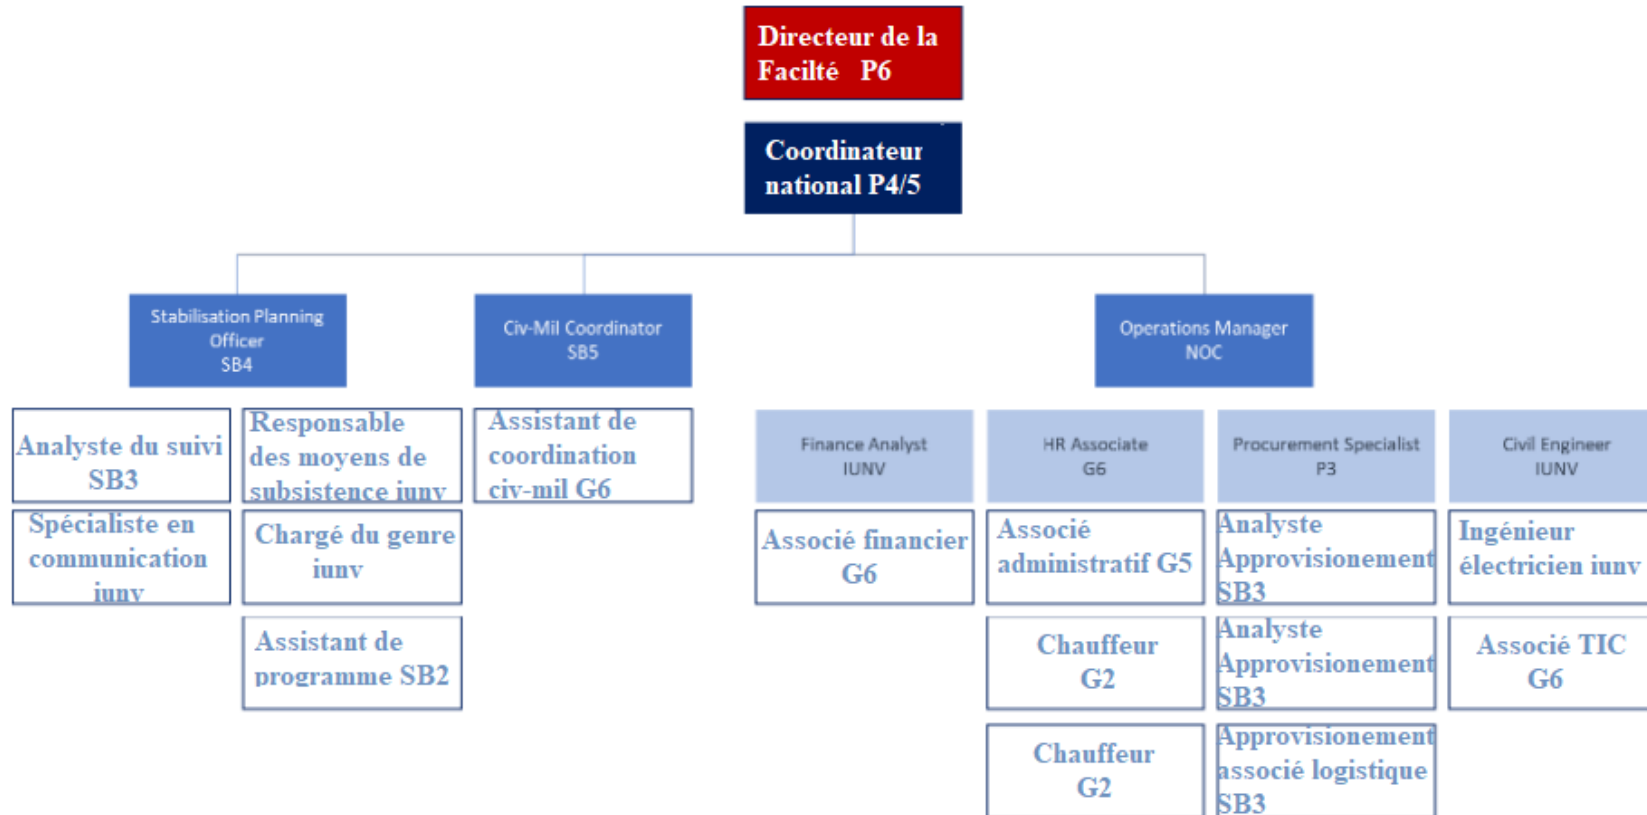 Directeur de la
Facilté P6
Coordinateur
national P4/5
Stabilisation Planning
Officer
SB4
Civ-Mil Coordinator
SB5
Operations Manager
NOC
Analyste du suivi
SB3
Responsable
des moyens de
subsistence iunv
Assistant de
coordination
civ-mil G6
Finance Analyst
IUNV
HR Associate
G6
Procurement Specialist
P3
Civil Engineer
IUNV
Spécialiste en
communication
iunv
Chargé du genre
iunv
Associé financier
G6
Associé
administratif G5
Analyste
Approvisionement
SB3
Ingénieur
électricien iunv
Assistant de
programme SB2
Chauffeur
G2
Analyste
Approvisionement
SB3
Associé TIC
G6
Chauffeur
G2
Approvisionement
associé logistique
SB3